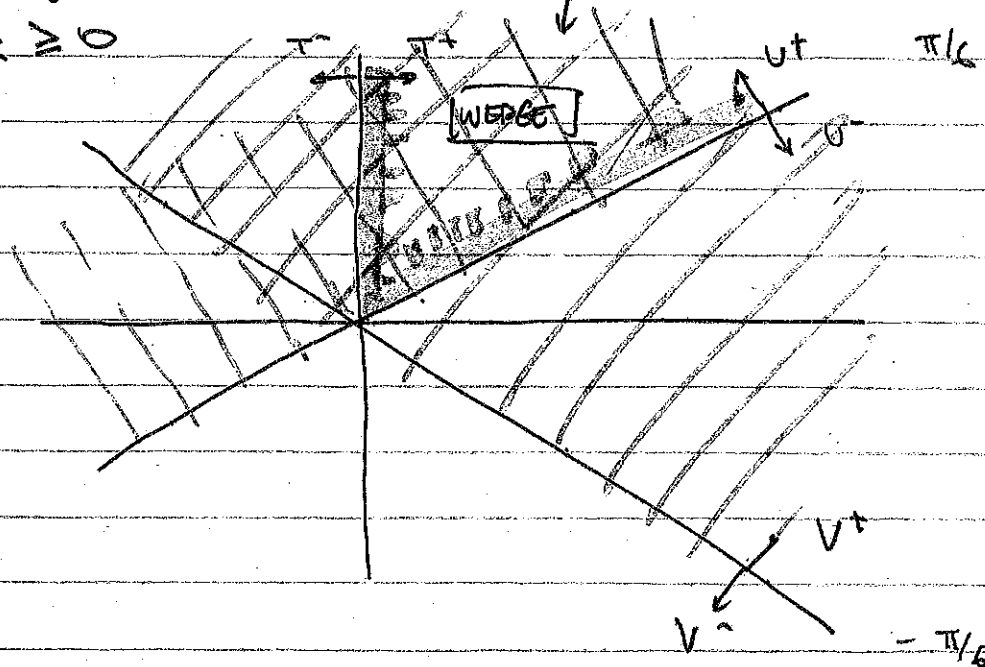 ≥ 0
T⁻ T⁺
U⁺ π/6
[WEDGE]
U⁻
V⁺
V⁻
- π/6